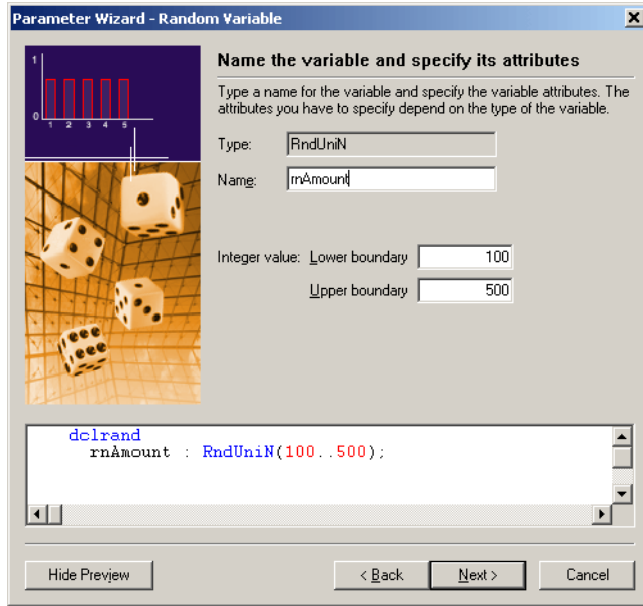 Parameter Wizard - Random Variable
1
0
1 2 3 4 5
Name the variable and specify its attributes
Type a name for the variable and specify the variable attributes. The
attributes you have to specify depend on the type of the variable.
Type: RndUniN
Name: rnAmount
Integer value: Lower boundary 100
Upper boundary 500
dclrand
rnAmount : RndUniN(100..500);
Hide Preview < Back Next > Cancel